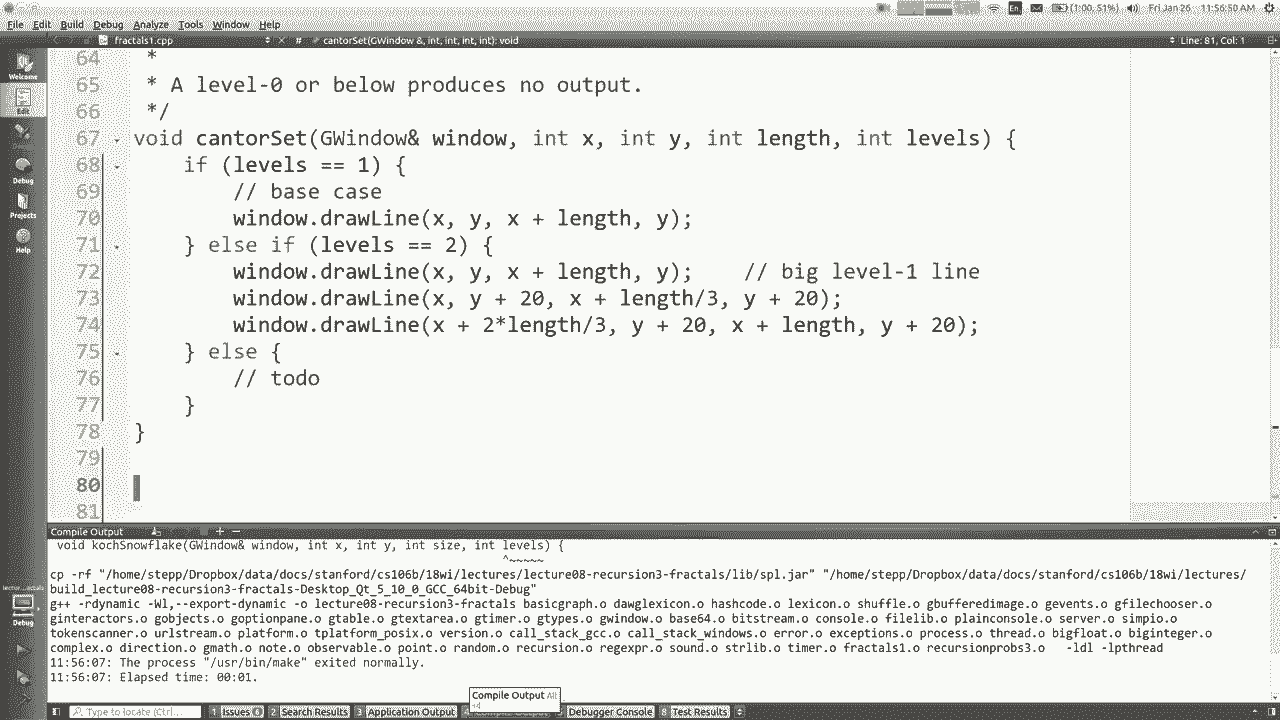 En (1:00, 51%) Fri Jan 26 11:56:50 AM
File Edit Build Debug Analyze Tools Window Help
fractals1.cpp # cantorSet(GWindow &, int, int, int, int): void Line: 81, Col: 1
Welcome
Edit
Debug
Projects
Help
Debug
64 *
65 * A level-0 or below produces no output.
66 */
67 void cantorSet(GWindow& window, int x, int y, int length, int levels) {
68 if (levels == 1) {
69 // base case
70 window.drawLine(x, y, x + length, y);
71 } else if (levels == 2) {
72 window.drawLine(x, y, x + length, y); // big level-1 line
73 window.drawLine(x, y + 20, x + length/3, y + 20);
74 window.drawLine(x + 2*length/3, y + 20, x + length, y + 20);
75 } else {
76 // todo
77 }
78 }
79
80
81
Compile Output
void kochSnowflake(GWindow& window, int x, int y, int size, int levels) {
^~~~~~
cp -rf "/home/stepp/Dropbox/data/docs/stanford/cs106b/18wi/lectures/lecture08-recursion3-fractals/lib/spl.jar" "/home/stepp/Dropbox/data/docs/stanford/cs106b/18wi/lectures/
build_lecture08-recursion3-fractals-Desktop_Qt_5_10_0_GCC_64bit-Debug"
g++ -rdynamic -Wl,--export-dynamic -o lecture08-recursion3-fractals basicgraph.o dawglexicon.o hashcode.o lexicon.o shuffle.o gbufferedimage.o gevents.o gfilechooser.o
ginteractors.o gobjects.o goptionpane.o gtable.o gtextarea.o gtimer.o gtypes.o gwindow.o base64.o bitstream.o console.o filelib.o plainconsole.o server.o simpio.o
tokenscanner.o urlstream.o platform.o tplatform_posix.o version.o call_stack_gcc.o call_stack_windows.o error.o exceptions.o process.o thread.o bigfloat.o biginteger.o
complex.o direction.o gmath.o note.o observable.o point.o random.o recursion.o regexpr.o sound.o strlib.o timer.o fractals1.o recursionprobs3.o -ldl -lpthread
11:56:07: The process "/usr/bin/make" exited normally.
11:56:07: Elapsed time: 00:01.
Compile Output
Type to locate (Ctrl... 1 Issues 6 2 Search Results 3 Application Output Debugger Console 8 Test Results